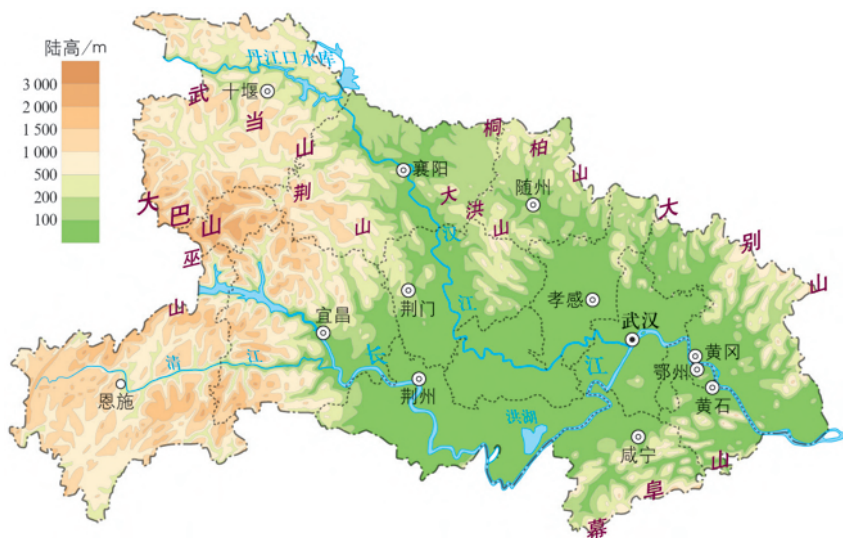 陆高/m
3 000
2 000
1 500
1 000
500
200
100
丹江口水库
十堰
武当山
襄阳
桐柏山
随州
大洪山
荆山
大巴山
巫山
大别山
汉江
荆门
孝感
宜昌
武汉
黄冈
鄂州
黄石
长江
清江
恩施
荆州
洪湖
咸宁
幕阜山